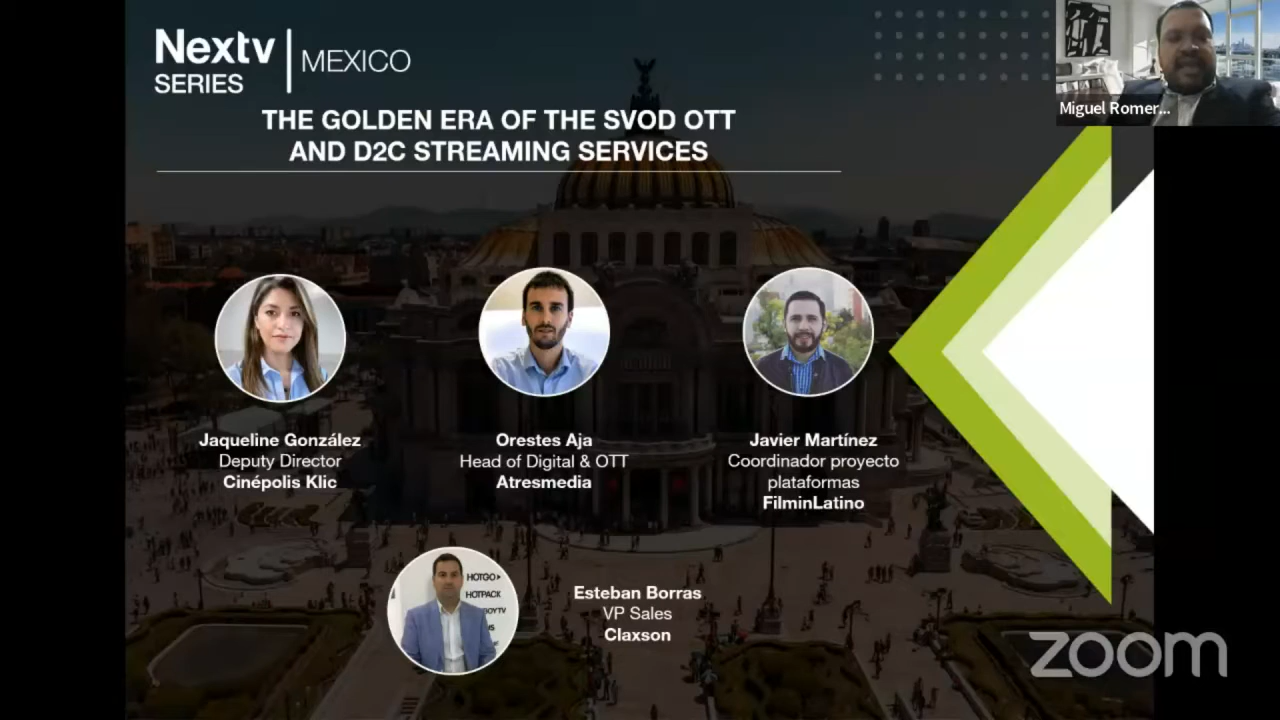 Nextv
SERIES
MEXICO
Miguel Romer...
THE GOLDEN ERA OF THE SVOD OTT
AND D2C STREAMING SERVICES
Jaqueline González
Deputy Director
Cinépolis Klic
Orestes Aja
Head of Digital & OTT
Atresmedia
Javier Martínez
Coordinador proyecto
plataformas
FilminLatino
HOTGO
HOTPACK
Esteban Borras
VP Sales
Claxson
zoom